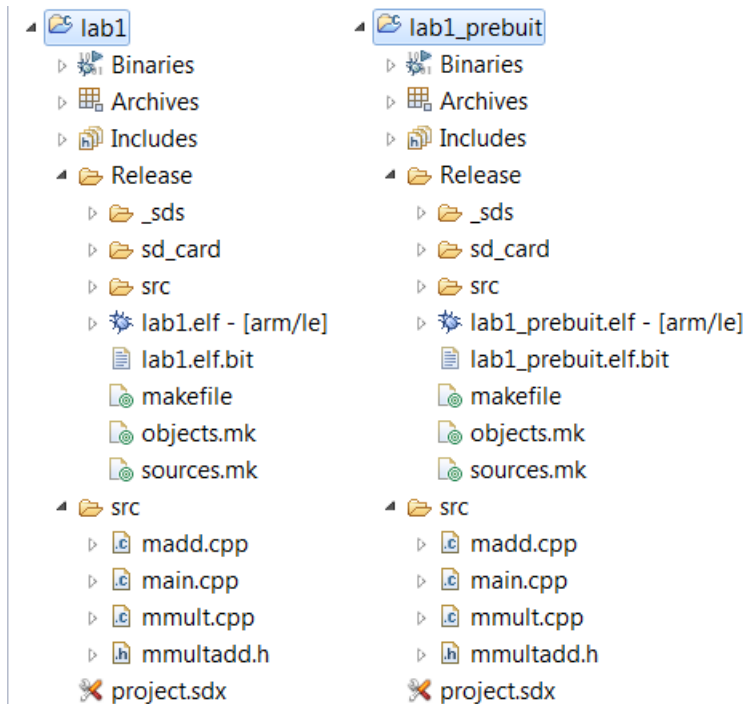 lab1
Binaries
Archives
Includes
Release
_sds
sd_card
src
lab1.elf - [arm/le]
lab1.elf.bit
makefile
objects.mk
sources.mk
src
madd.cpp
main.cpp
mmult.cpp
mmultadd.h
project.sdx
lab1_prebuit
Binaries
Archives
Includes
Release
_sds
sd_card
src
lab1_prebuit.elf - [arm/le]
lab1_prebuit.elf.bit
makefile
objects.mk
sources.mk
src
madd.cpp
main.cpp
mmult.cpp
mmultadd.h
project.sdx